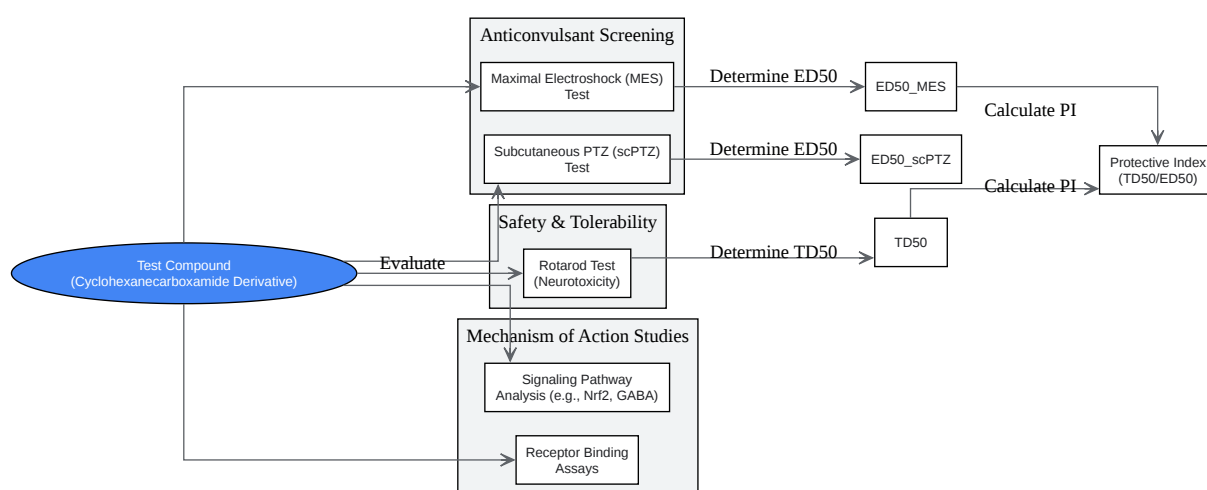 Anticonvulsant Screening
Maximal Electroshock (MES)
Test
Determine ED50
ED50_MES
Calculate PI
Subcutaneous PTZ (scPTZ)
Test
Determine ED50
ED50_scPTZ
Protective Index
(TD50/ED50)
Calculate PI
Safety & Tolerability
Test Compound
(Cyclohexanecarboxamide Derivative)
Evaluate
Rotarod Test
(Neurotoxicity)
Determine TD50
TD50
Mechanism of Action Studies
Signaling Pathway
Analysis (e.g., Nrf2, GABA)
Receptor Binding
Assays